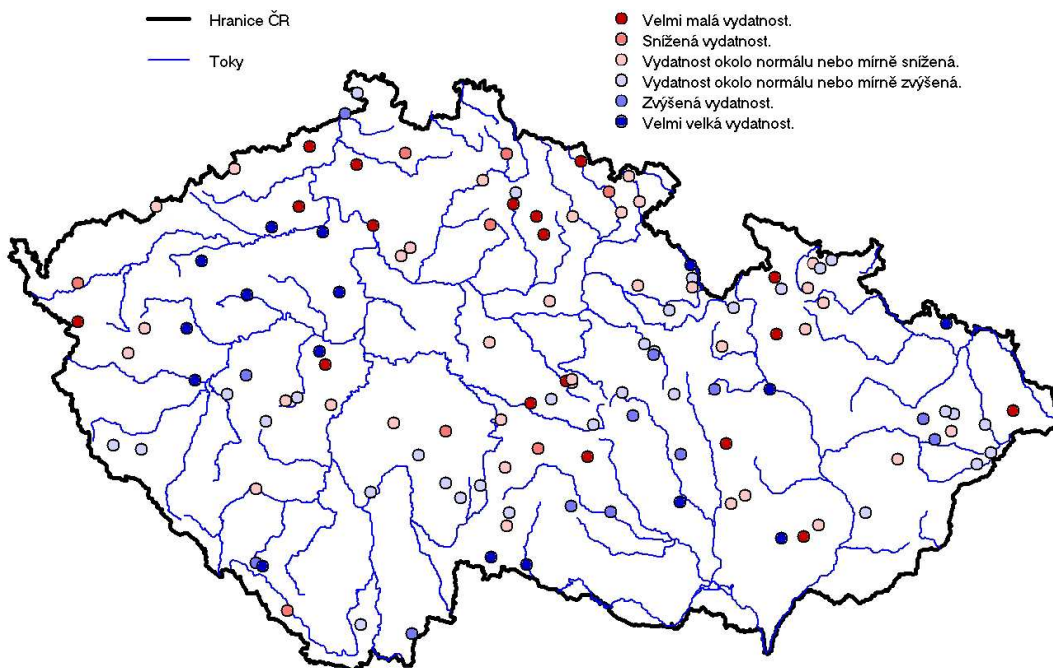 Hranice ČR
Toky
Velmi malá vydatnost.
Snížená vydatnost.
Vydatnost okolo normálu nebo mírně snížená.
Vydatnost okolo normálu nebo mírně zvýšená.
Zvýšená vydatnost.
Velmi velká vydatnost.